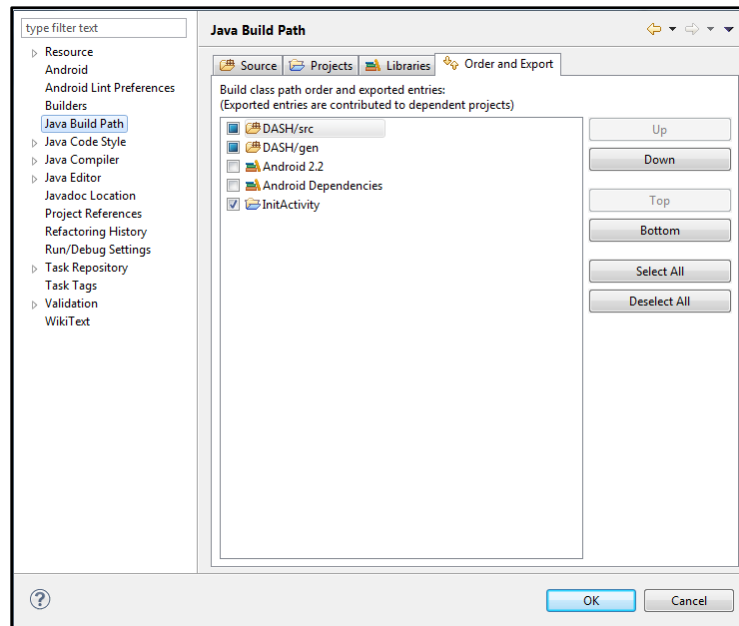 type filter text
Resource
Android
Android Lint Preferences
Builders
Java Build Path
Java Code Style
Java Compiler
Java Editor
Javadoc Location
Project References
Refactoring History
Run/Debug Settings
Task Repository
Task Tags
Validation
WikiText
Java Build Path
Source Projects Libraries Order and Export
Build class path order and exported entries:
(Exported entries are contributed to dependent projects)
DASH/src
DASH/gen
Android 2.2
Android Dependencies
InitActivity
Up
Down
Top
Bottom
Select All
Deselect All
OK Cancel